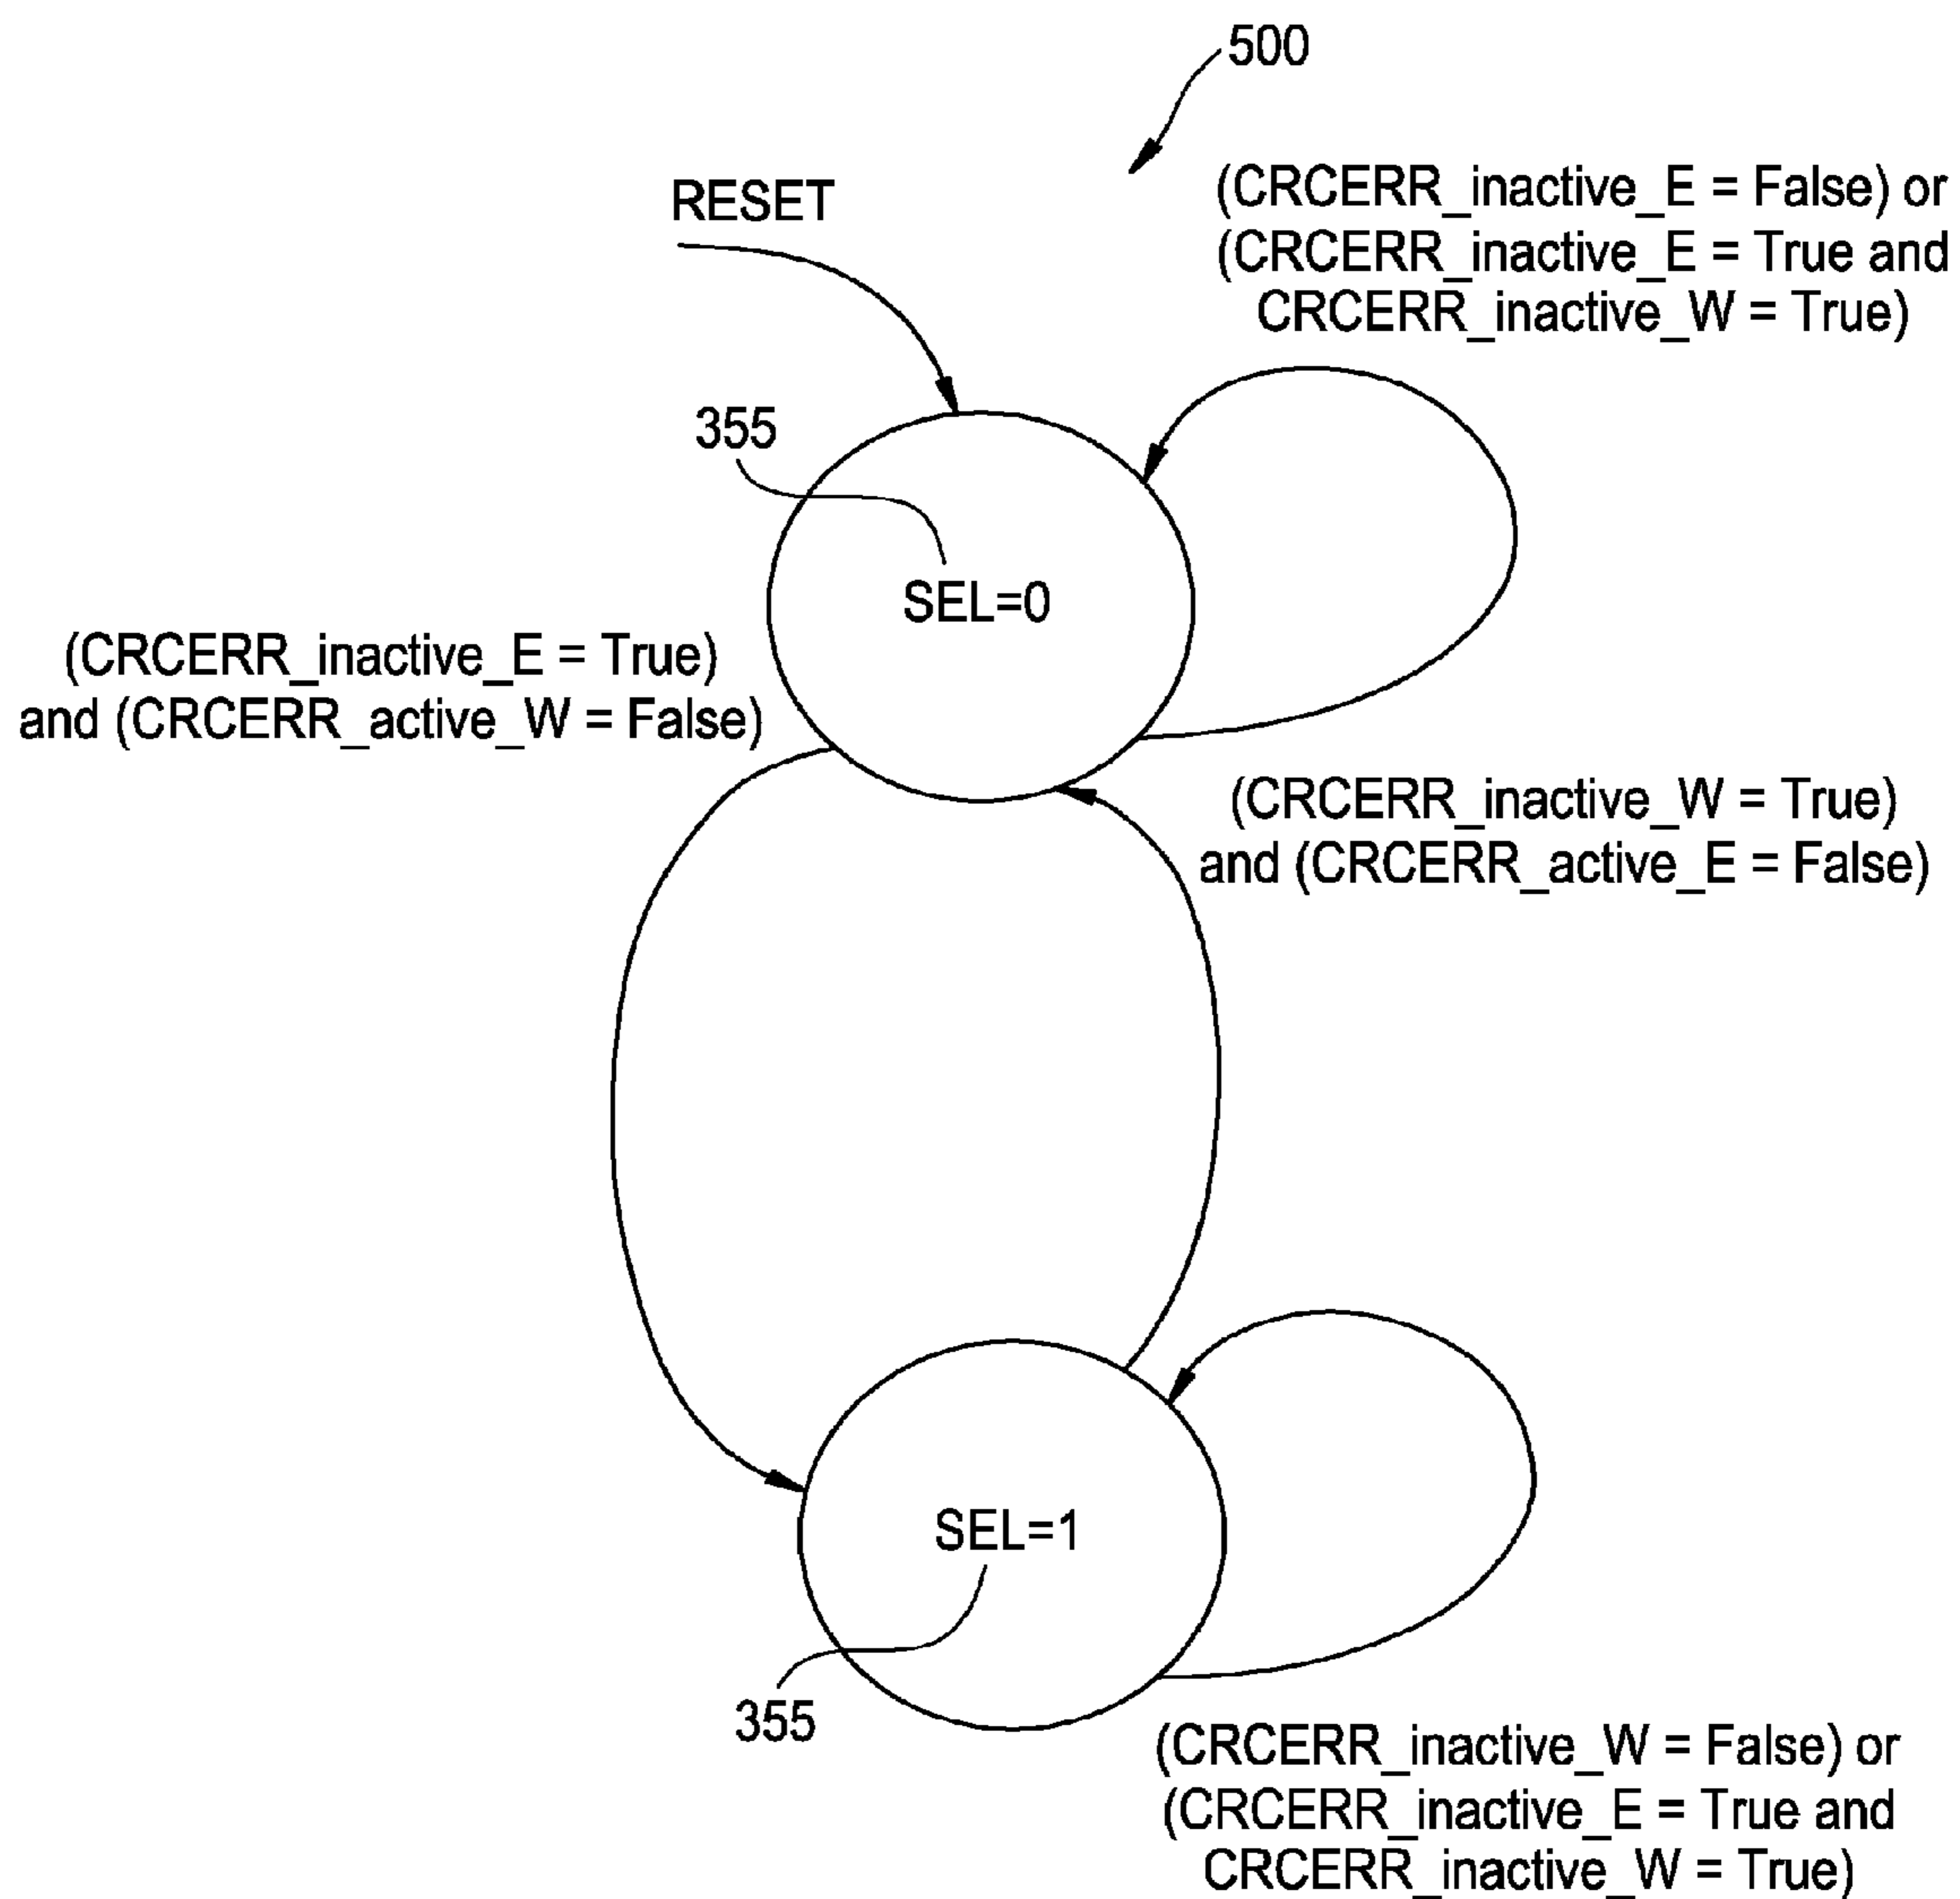 500
RESET
(CRCERR_inactive_E = False) or
(CRCERR_inactive_E = True and
CRCERR_inactive_W = True)
355
SEL=0
(CRCERR_inactive_E = True)
and (CRCERR_active_W = False)
(CRCERR_inactive_W = True)
and (CRCERR_active_E = False)
SEL=1
355
(CRCERR_inactive_W = False) or
(CRCERR_inactive_E = True and
CRCERR_inactive_W = True)